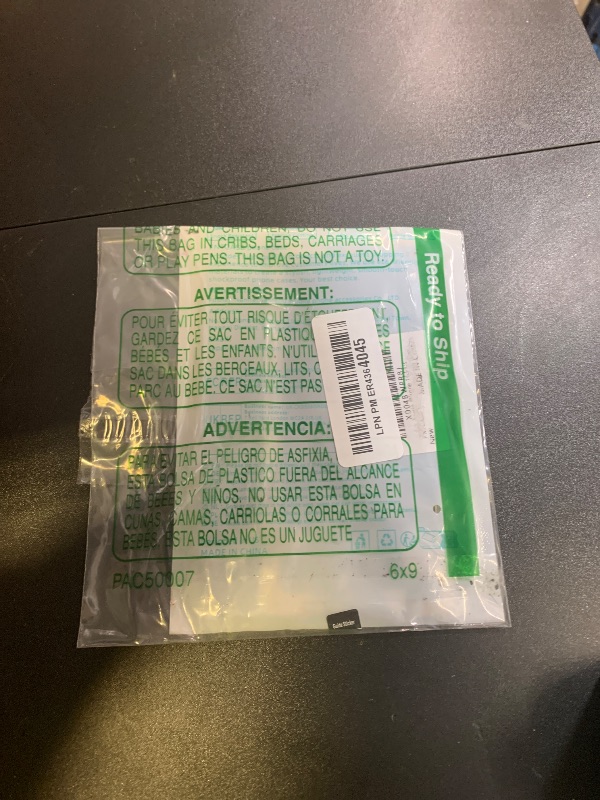 BABIES AND CHILDREN. DO NOT USE
THIS BAG IN CRIBS, BEDS, CARRIAGES
OR PLAY PENS. THIS BAG IS NOT A TOY.
AVERTISSEMENT:
POUR ÉVITER TOUT RISQUE
GARDEZ CE SAC EN
BÉBÉS ET LES ENFANTS.
SAC DANS LES BERCEAUX, LITS,
PARC AU BÉBÉ. CE SAC N'EST PAS
ADVERTENCIA:
EVITAR EL PELIGRO DE ASFIXIA,
ESTA BOLSA DE PLASTICO FUERA DEL ALCANCE
DE BEBES Y NIÑOS, NO USAR ESTA BOLSA EN
CUNAS, CAMAS, CARRIOLAS O CORRALES PARA
BEBES. ESTA BOLSA NO ES UN JUGUETE
MADE IN CHINA
PAC50007
6x9
Ready to Ship
LPN PM ER4364045
New